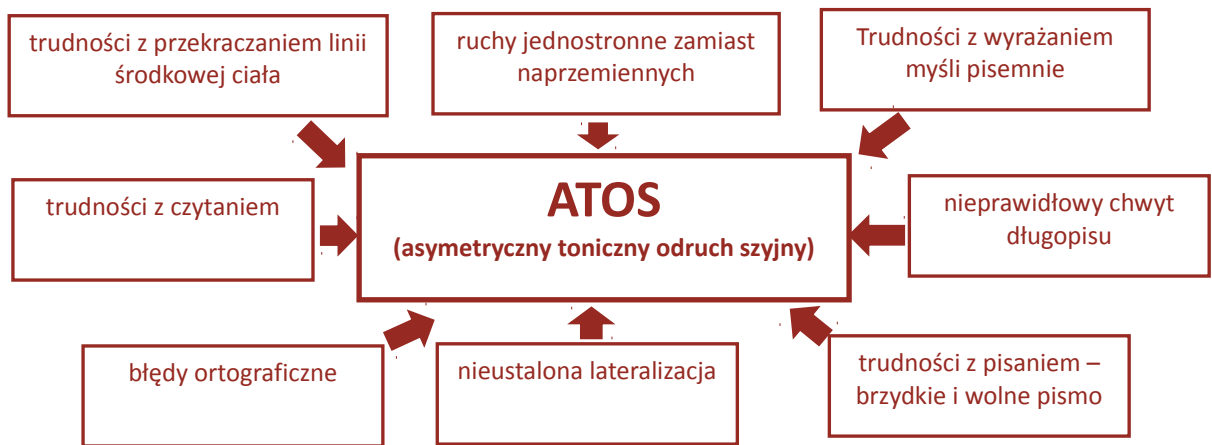 trudności z przekraczaniem linii
środkowej ciała
ruchy jednostronne zamiast
naprzemiennych
Trudności z wyrażaniem
myśli pisemnie
trudności z czytaniem
ATOS
(asymetryczny toniczny odruch szyjny)
nieprawidłowy chwyt
długopisu
błędy ortograficzne
nieustalona lateralizacja
trudności z pisaniem –
brzydkie i wolne pismo